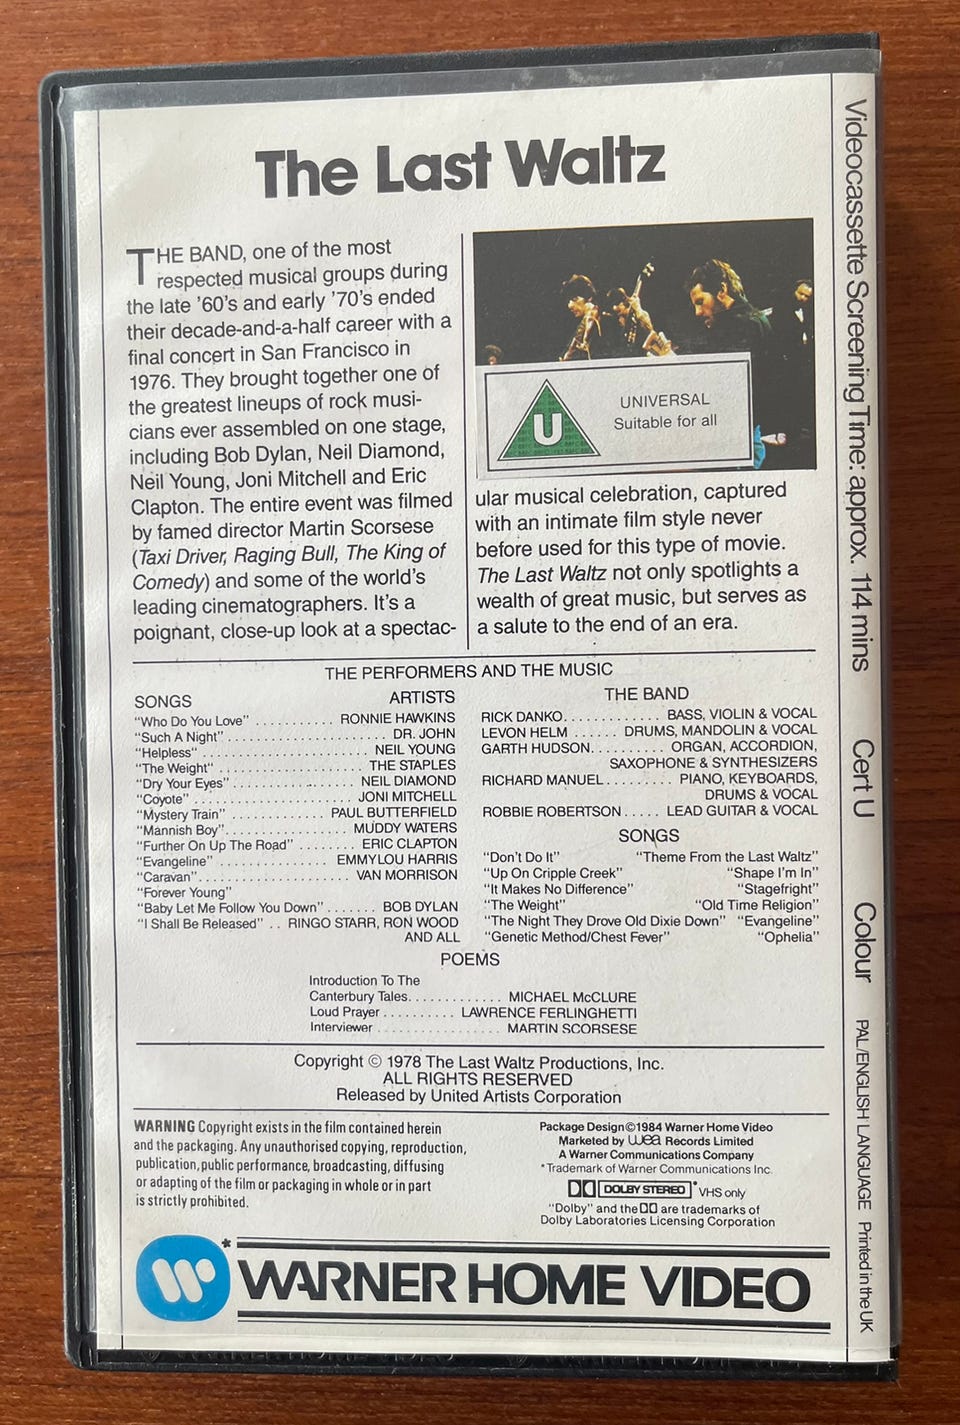 The Last Waltz
THE BAND, one of the most
respected musical groups during
the late '60's and early '70's ended
their decade-and-a-half career with a
final concert in San Francisco in
1976. They brought together one of
the greatest lineups of rock musi-
cians ever assembled on one stage,
including Bob Dylan, Neil Diamond,
Neil Young, Joni Mitchell and Eric
Clapton. The entire event was filmed
by famed director Martin Scorsese
(Taxi Driver, Raging Bull, The King of
Comedy) and some of the world's
leading cinematographers. It's a
poignant, close-up look at a spectac-
U
UNIVERSAL
Suitable for all
ular musical celebration, captured
with an intimate film style never
before used for this type of movie.
The Last Waltz not only spotlights a
wealth of great music, but serves as
a salute to the end of an era.
THE PERFORMERS AND THE MUSIC
SONGS ARTISTS
"Who Do You Love" ........... RONNIE HAWKINS
"Such A Night" ...................... DR. JOHN
"Helpless" ........................ NEIL YOUNG
"The Weight" .................... THE STAPLES
"Dry Your Eyes" ................ NEIL DIAMOND
"Coyote" ...................... JONI MITCHELL
"Mystery Train" ............. PAUL BUTTERFIELD
"Mannish Boy" ................ MUDDY WATERS
"Further On Up The Road" ........ ERIC CLAPTON
"Evangeline" .............. EMMYLOU HARRIS
"Caravan" ..................... VAN MORRISON
"Forever Young"
"Baby Let Me Follow You Down" ....... BOB DYLAN
"I Shall Be Released" .. RINGO STARR, RON WOOD
AND ALL
THE BAND
RICK DANKO ............. BASS, VIOLIN & VOCAL
LEVON HELM ...... DRUMS, MANDOLIN & VOCAL
GARTH HUDSON .......... ORGAN, ACCORDION,
SAXOPHONE & SYNTHESIZERS
RICHARD MANUEL ......... PIANO, KEYBOARDS,
DRUMS & VOCAL
ROBBIE ROBERTSON ..... LEAD GUITAR & VOCAL
SONGS
"Don't Do It" "Theme From the Last Waltz"
"Up On Cripple Creek" "Shape I'm In"
"It Makes No Difference" "Stagefright"
"The Weight" "Old Time Religion"
"The Night They Drove Old Dixie Down" "Evangeline"
"Genetic Method/Chest Fever" "Ophelia"
POEMS
Introduction To The
Canterbury Tales ............. MICHAEL McCLURE
Loud Prayer .......... LAWRENCE FERLINGHETTI
Interviewer ................. MARTIN SCORSESE
Copyright © 1978 The Last Waltz Productions, Inc.
ALL RIGHTS RESERVED
Released by United Artists Corporation
WARNING Copyright exists in the film contained herein
and the packaging. Any unauthorised copying, reproduction,
publication, public performance, broadcasting, diffusing
or adapting of the film or packaging in whole or in part
is strictly prohibited.
Package Design©1984 Warner Home Video
Marketed by wea Records Limited
A Warner Communications Company
*Trademark of Warner Communications Inc.
DOLBY STEREO* VHS only
"Dolby" and the DD are trademarks of
Dolby Laboratories Licensing Corporation
* WARNER HOME VIDEO
Videocassette Screening Time: approx. 114 mins Cert U Colour PAL/ENGLISH LANGUAGE Printed in the UK